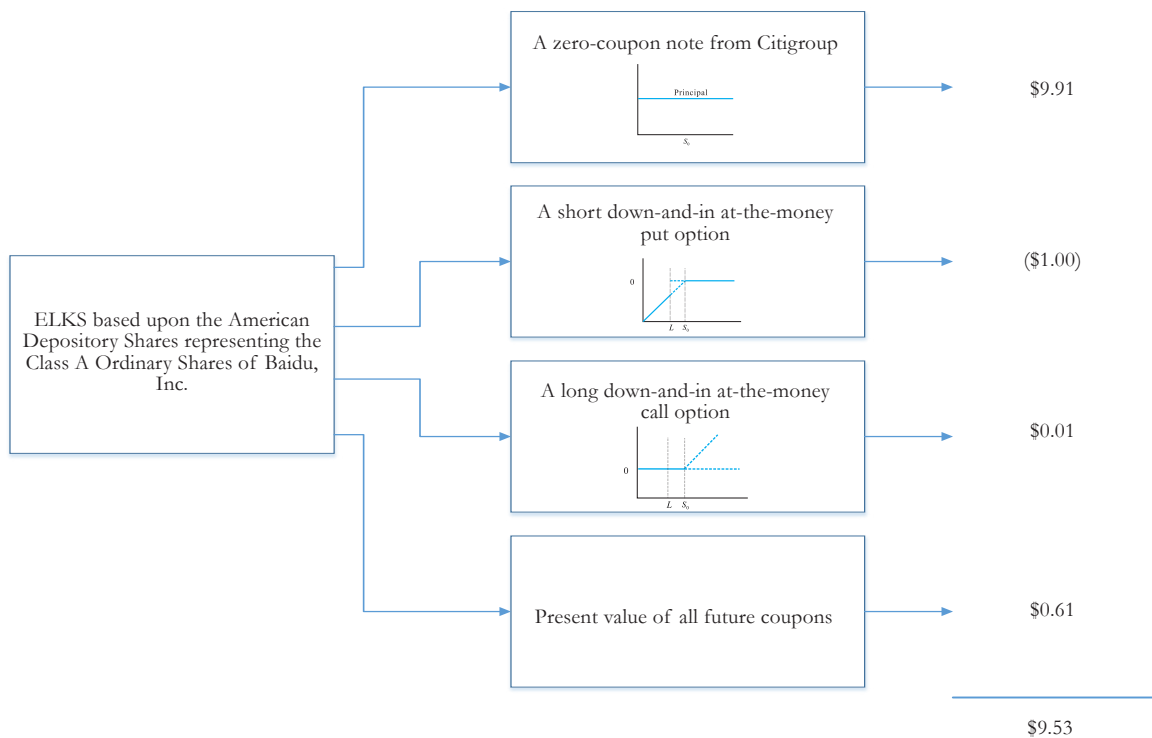 ELKS based upon the American
Depository Shares representing the
Class A Ordinary Shares of Baidu,
Inc.
A zero-coupon note from Citigroup
Principal
S₀
$9.91
A short down-and-in at-the-money
put option
0
L S₀
($1.00)
A long down-and-in at-the-money
call option
0
L S₀
$0.01
Present value of all future coupons
$0.61
$9.53